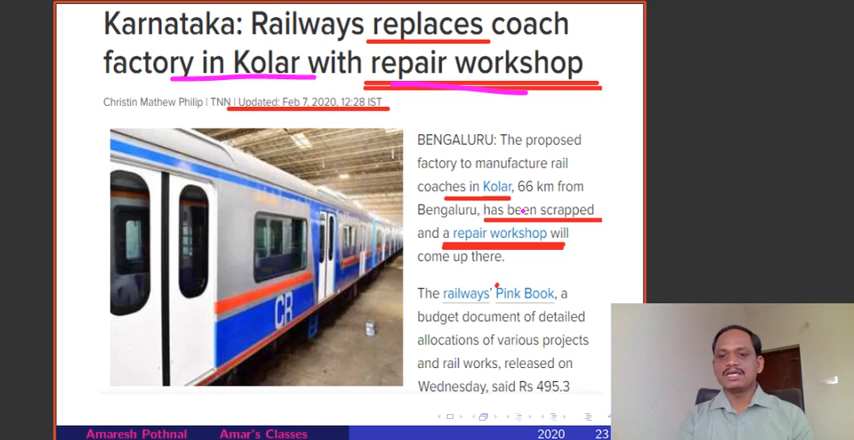 Karnataka: Railways replaces coach
factory in Kolar with repair workshop
Christin Mathew Philip | TNN | Updated: Feb 7, 2020, 12:28 IST
BENGALURU: The proposed
factory to manufacture rail
coaches in Kolar, 66 km from
Bengaluru, has been scrapped
and a repair workshop will
come up there.
The railways' Pink Book, a
budget document of detailed
allocations of various projects
and rail works, released on
Wednesday, said Rs 495.3
CR
Amaresh Pothnal Amar's Classes 2020 23